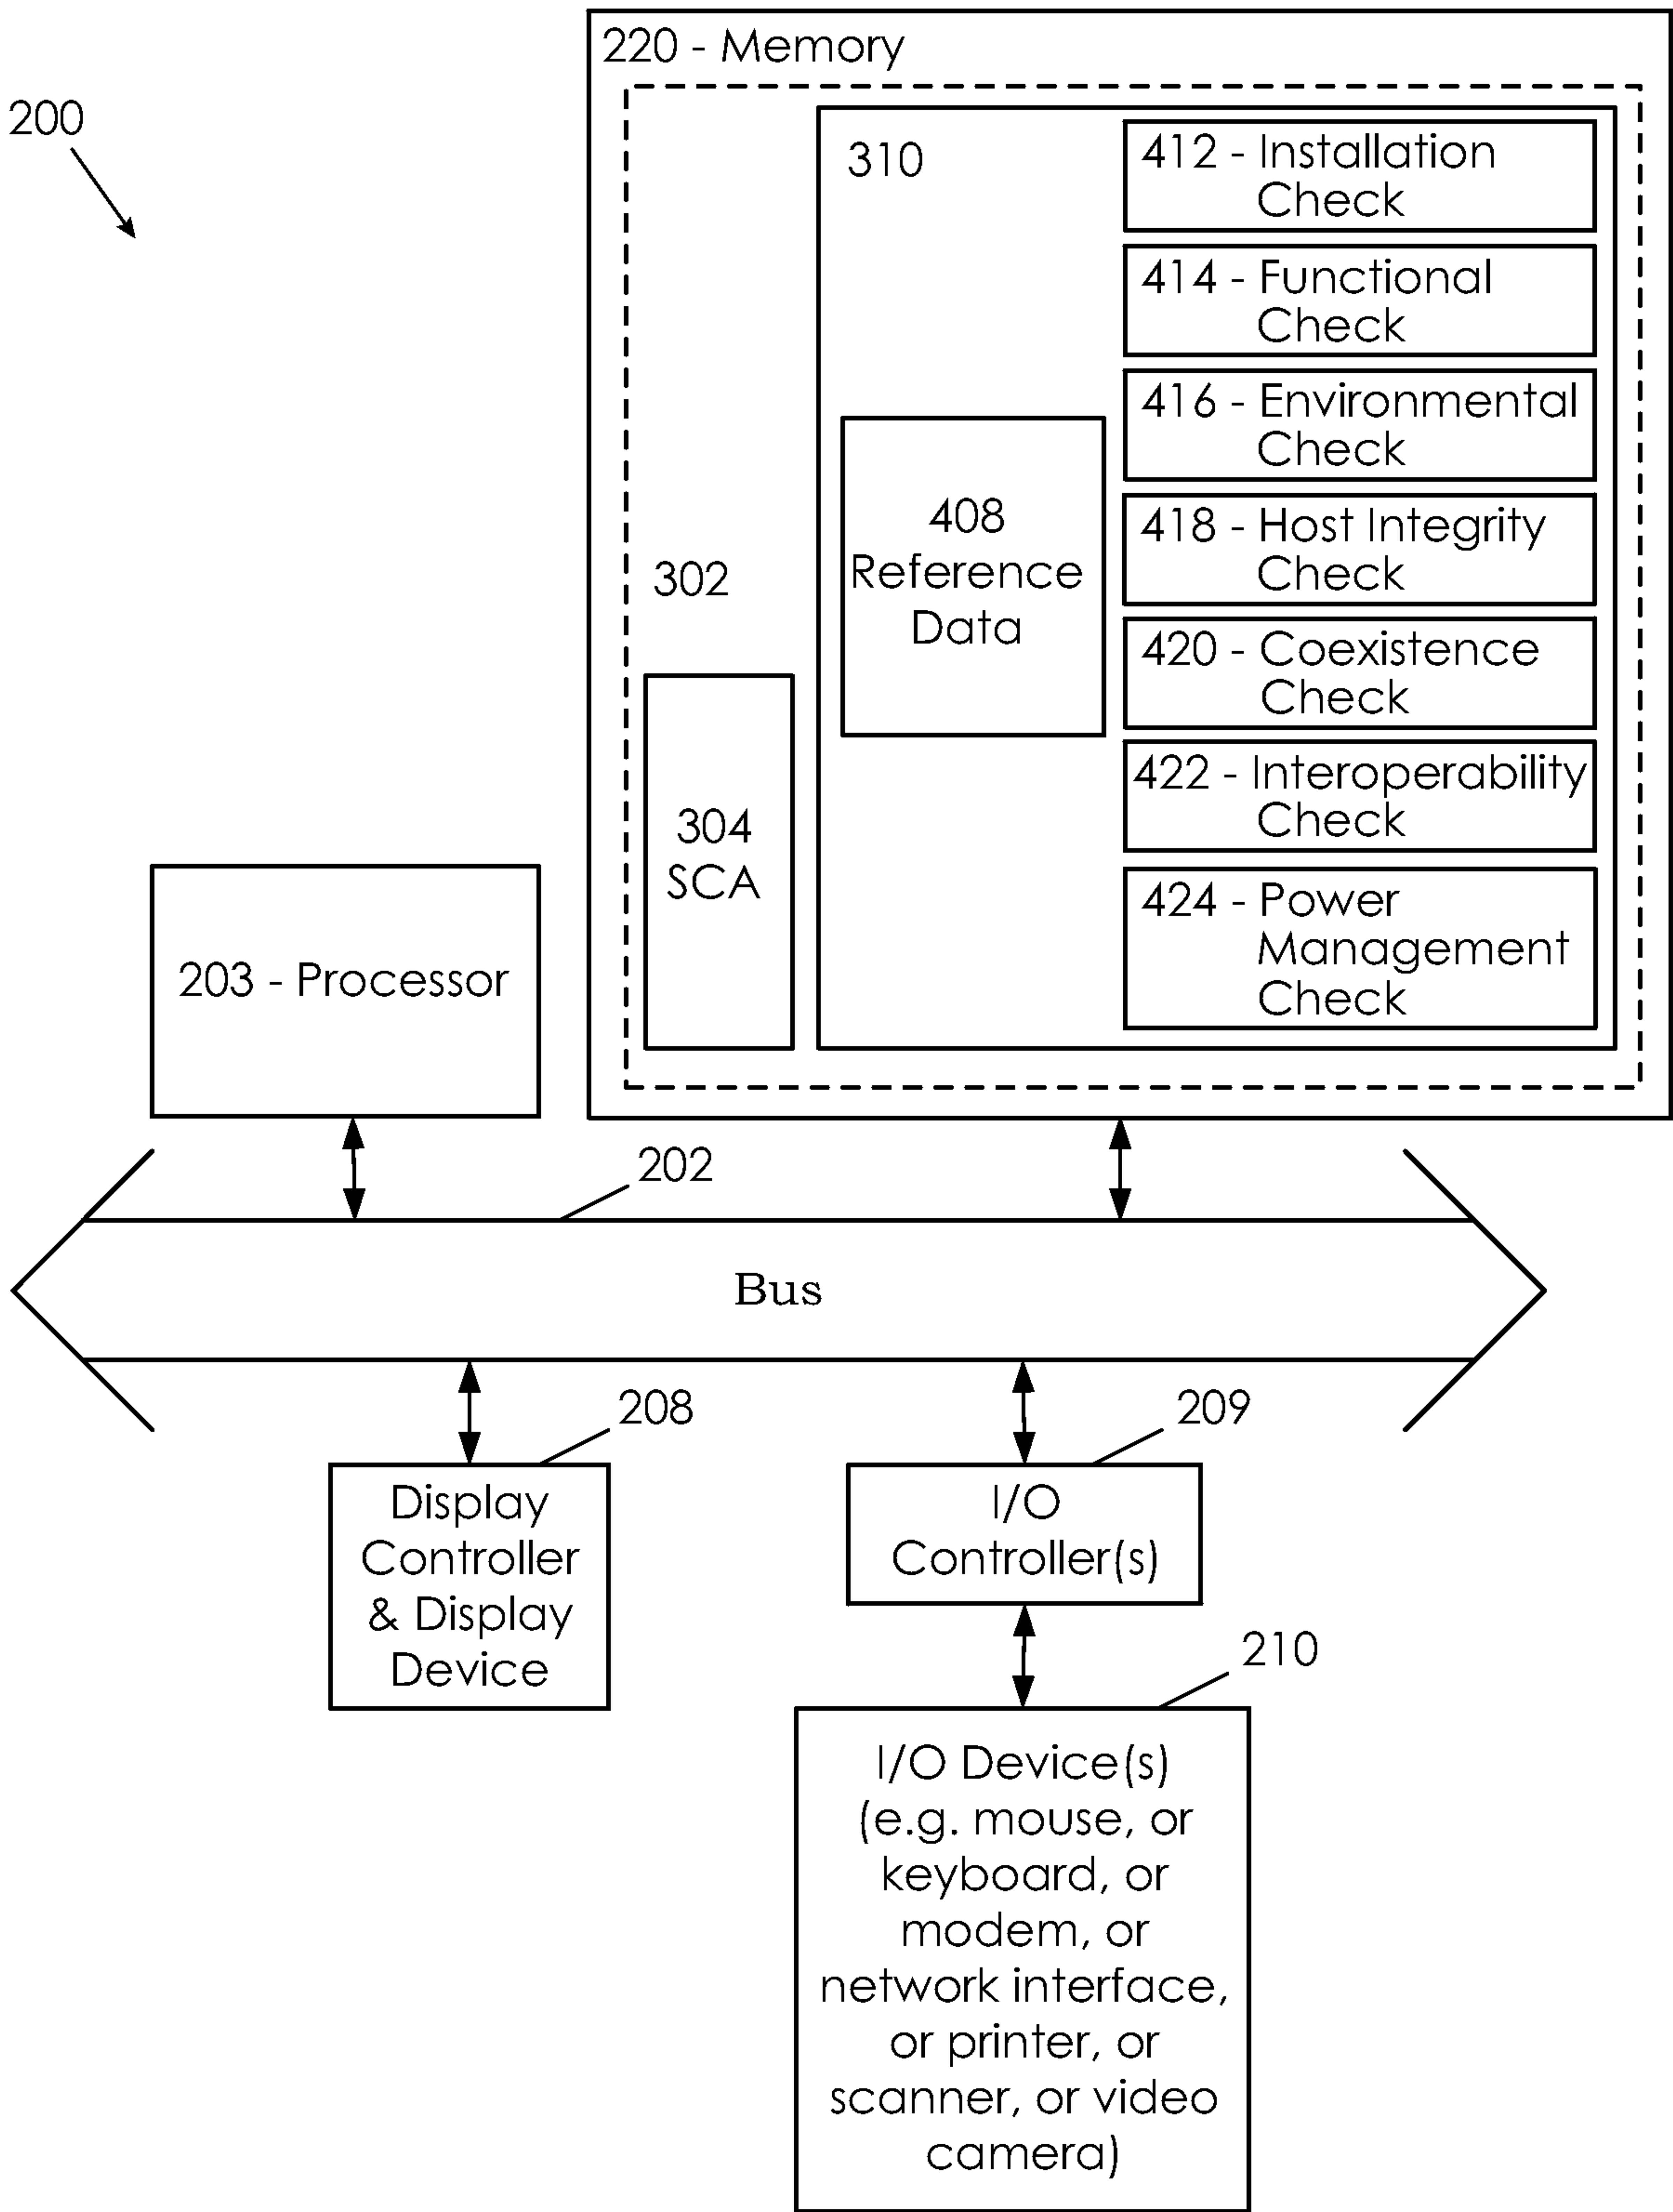 220 - Memory
200
310
412 - Installation
Check
414 - Functional
Check
416 - Environmental
Check
408
Reference
Data
418 - Host Integrity
Check
302
420 - Coexistence
Check
422 - Interoperability
Check
304
SCA
424 - Power
Management
Check
203 - Processor
202
Bus
208
209
Display
Controller
& Display
Device
I/O
Controller(s)
210
I/O Device(s)
(e.g. mouse, or
keyboard, or
modem, or
network interface,
or printer, or
scanner, or video
camera)